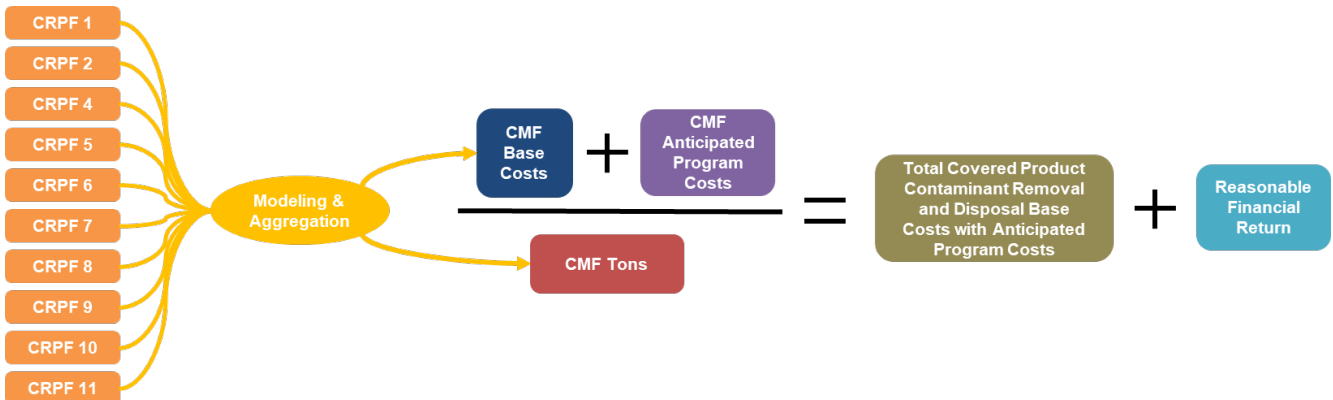 CRPF 1
CRPF 2
CRPF 4
CRPF 5
CRPF 6
CRPF 7
CRPF 8
CRPF 9
CRPF 10
CRPF 11
Modeling &
Aggregation
CMF
Base
Costs
+
CMF
Anticipated
Program
Costs
CMF Tons
=
Total Covered Product
Contaminant Removal
and Disposal Base
Costs with Anticipated
Program Costs
+
Reasonable
Financial
Return